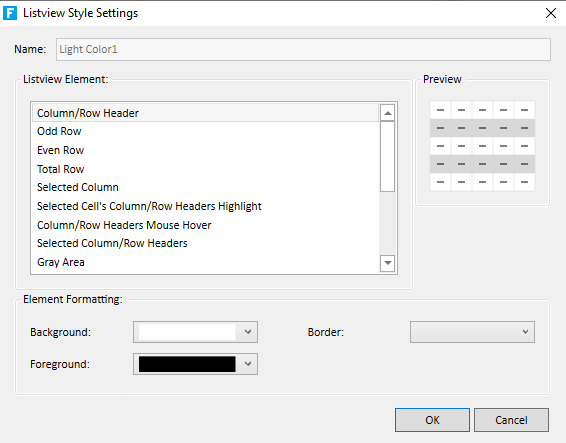 F Listview Style Settings
Name: Light Color1
Listview Element:
Preview
Column/Row Header
Odd Row
Even Row
Total Row
Selected Column
Selected Cell's Column/Row Headers Highlight
Column/Row Headers Mouse Hover
Selected Column/Row Headers
Gray Area
Element Formatting:
Background:
Border:
Foreground:
OK
Cancel